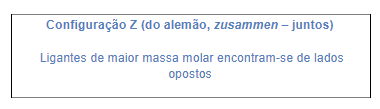 Configuração Z (do alemão, zusammen – juntos)
Ligantes de maior massa molar encontram-se de lados
opostos